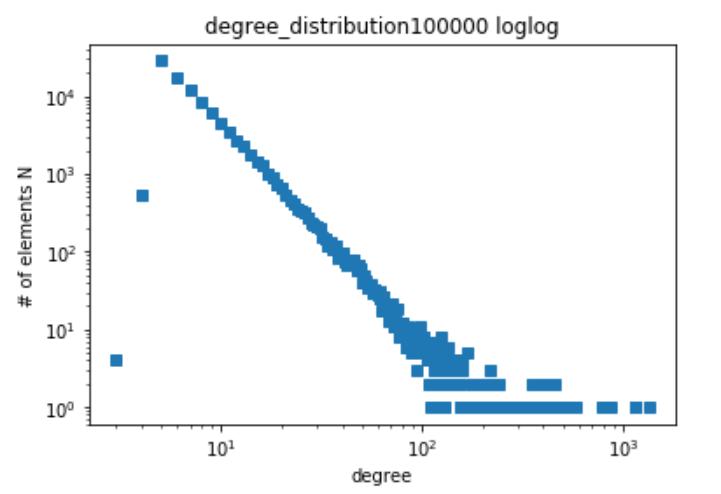 degree_distribution100000 loglog
# of elements N
10⁴
10³
10²
10¹
10⁰
10¹ 10² 10³
degree